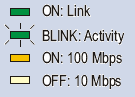 ON: Link
BLINK: Activity
ON: 100 Mbps
OFF: 10 Mbps